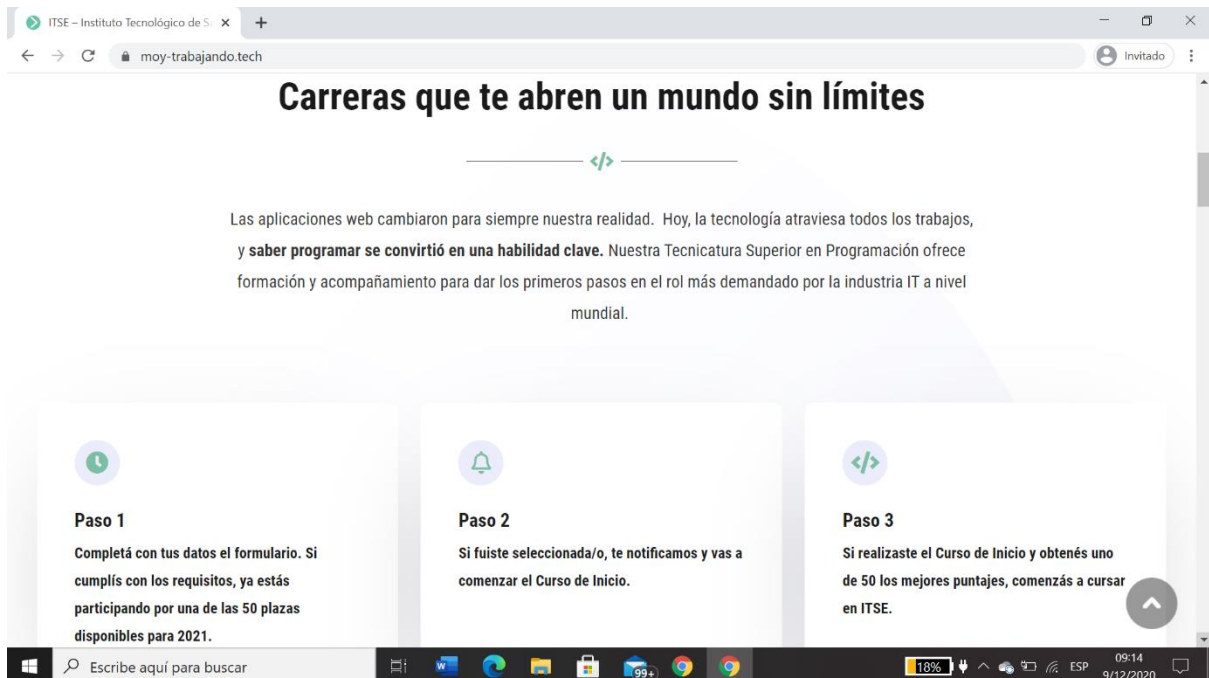 ITSE – Instituto Tecnológico de S
moy-trabajando.tech
Invitado
Carreras que te abren un mundo sin límites
</>
Las aplicaciones web cambiaron para siempre nuestra realidad. Hoy, la tecnología atraviesa todos los trabajos,
y saber programar se convirtió en una habilidad clave. Nuestra Tecnicatura Superior en Programación ofrece
formación y acompañamiento para dar los primeros pasos en el rol más demandado por la industria IT a nivel
mundial.
</>
Paso 1
Completá con tus datos el formulario. Si
cumplís con los requisitos, ya estás
participando por una de las 50 plazas
disponibles para 2021.
Paso 2
Si fuiste seleccionada/o, te notificamos y vas a
comenzar el Curso de Inicio.
Paso 3
Si realizaste el Curso de Inicio y obtenés uno
de 50 los mejores puntajes, comenzás a cursar
en ITSE.
Escribe aquí para buscar
99+
18%
ESP
09:14
9/12/2020